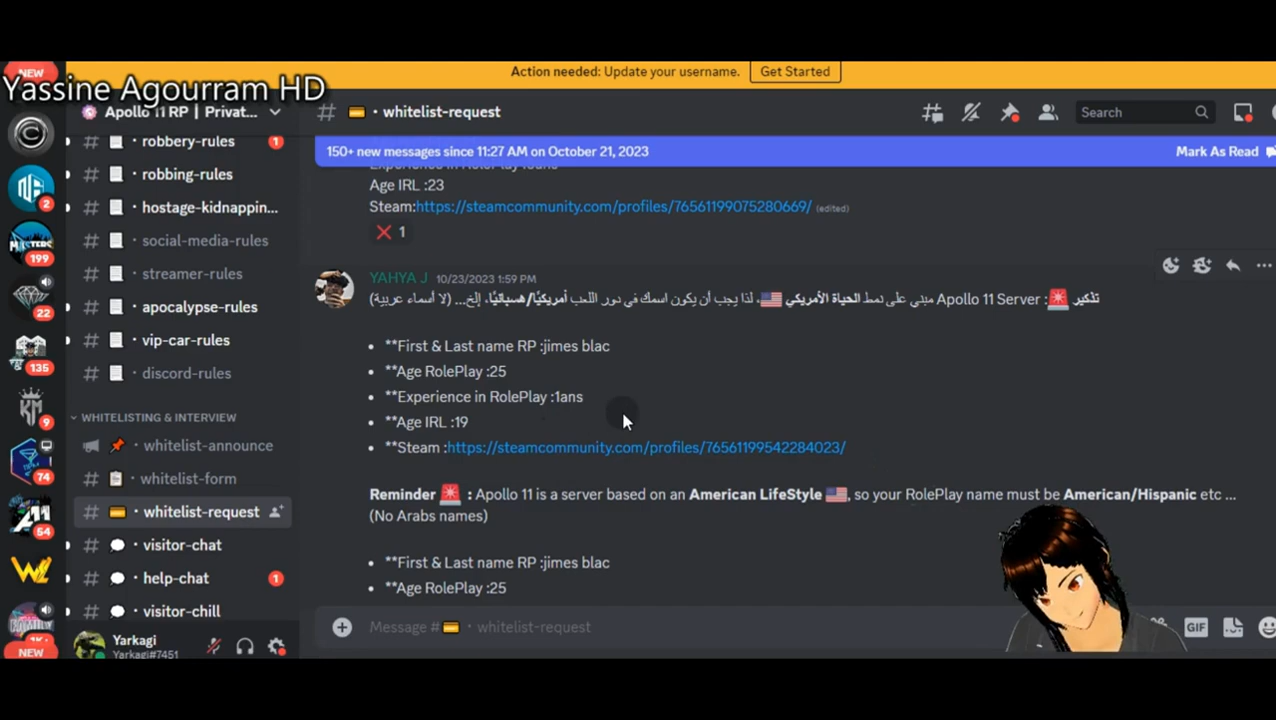 Yassine Agourram HD
NEW
Action needed: Update your username. Get Started
Apollo 11 RP | Privat...
# · whitelist-request
Search
150+ new messages since 11:27 AM on October 21, 2023 Mark As Read
# · robbery-rules 1
# · robbing-rules
# · hostage-kidnappin...
# · social-media-rules
# · streamer-rules
# · apocalypse-rules
# · vip-car-rules
# · discord-rules
WHITELISTING & INTERVIEW
· whitelist-announce
# · whitelist-form
# · whitelist-request
# · visitor-chat
# · help-chat 1
# · visitor-chill
2
MASTERS
199
22
135
KM
9
74
A11
54
NEW
Yarkagi
Yarkagi#7451
Age IRL :23
Steam:https://steamcommunity.com/profiles/76561199075280669/ (edited)
❌ 1
YAHYA J 10/23/2023 1:59 PM
تذكير 🚨: Apollo 11 Server مبني على نمط الحياة الأمريكي 🇺🇸، لذا يجب أن يكون اسمك في دور اللعب أمريكيًا/هسبانيًا، إلخ... (لا أسماء عربية)
• **First & Last name RP :jimes blac
• **Age RolePlay :25
• **Experience in RolePlay :1ans
• **Age IRL :19
• **Steam :https://steamcommunity.com/profiles/76561199542284023/
Reminder 🚨 : Apollo 11 is a server based on an American LifeStyle 🇺🇸, so your RolePlay name must be American/Hispanic etc ...
(No Arabs names)
• **First & Last name RP :jimes blac
• **Age RolePlay :25
Message # · whitelist-request
GIF